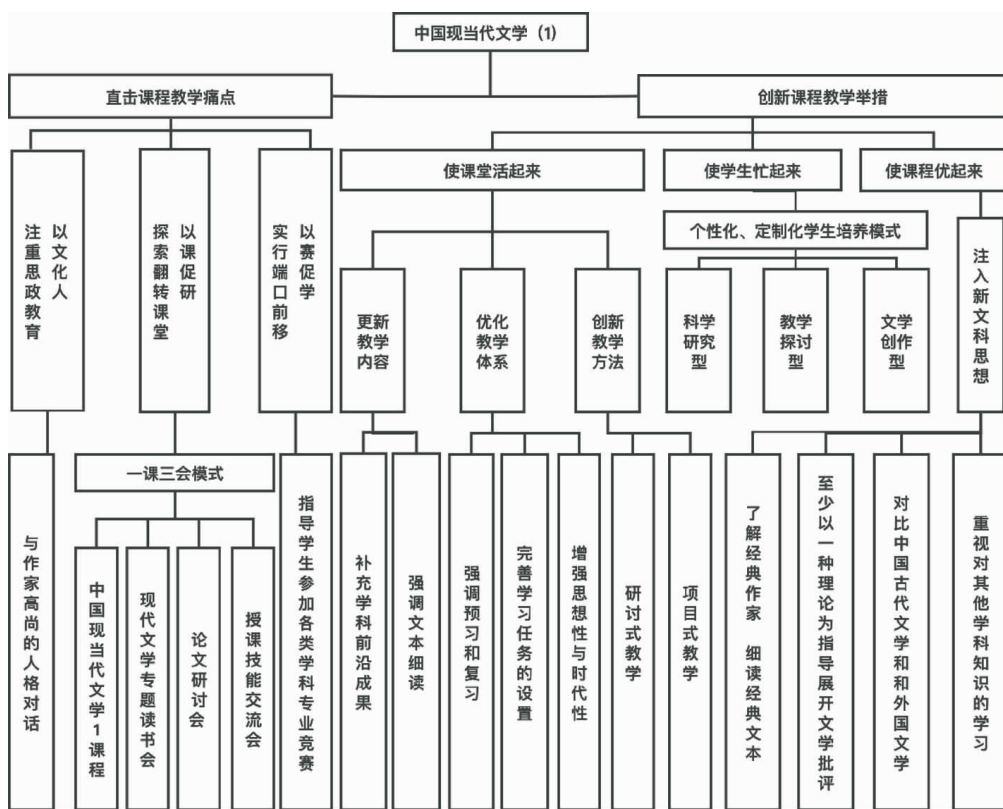 中国现当代文学（1）
直击课程教学痛点
创新课程教学举措
使课堂活起来
使学生忙起来
使课程优起来
以文化人
注重思政教育
以课促研
探索翻转课堂
以赛促学
实行端口前移
个性化、定制化学生培养模式
注入新文科思想
更新
教学
内容
优化
教学
体系
创新
教学
方法
科学
研究
型
教学
探讨
型
文学
创作
型
与作家高尚的人格对话
一课三会模式
中国现当代文学1课程
现代文学专题读书会
论文研讨会
授课技能交流会
指导学生参加各类学科专业竞赛
补充学科前沿成果
强调文本细读
强调预习和复习
完善学习任务的设置
增强思想性与时代性
研讨式教学
项目式教学
了解经典作家 细读经典文本
至少以一种理论为指导展开文学批评
对比中国古代文学和和外国文学
重视对其他学科知识的学习